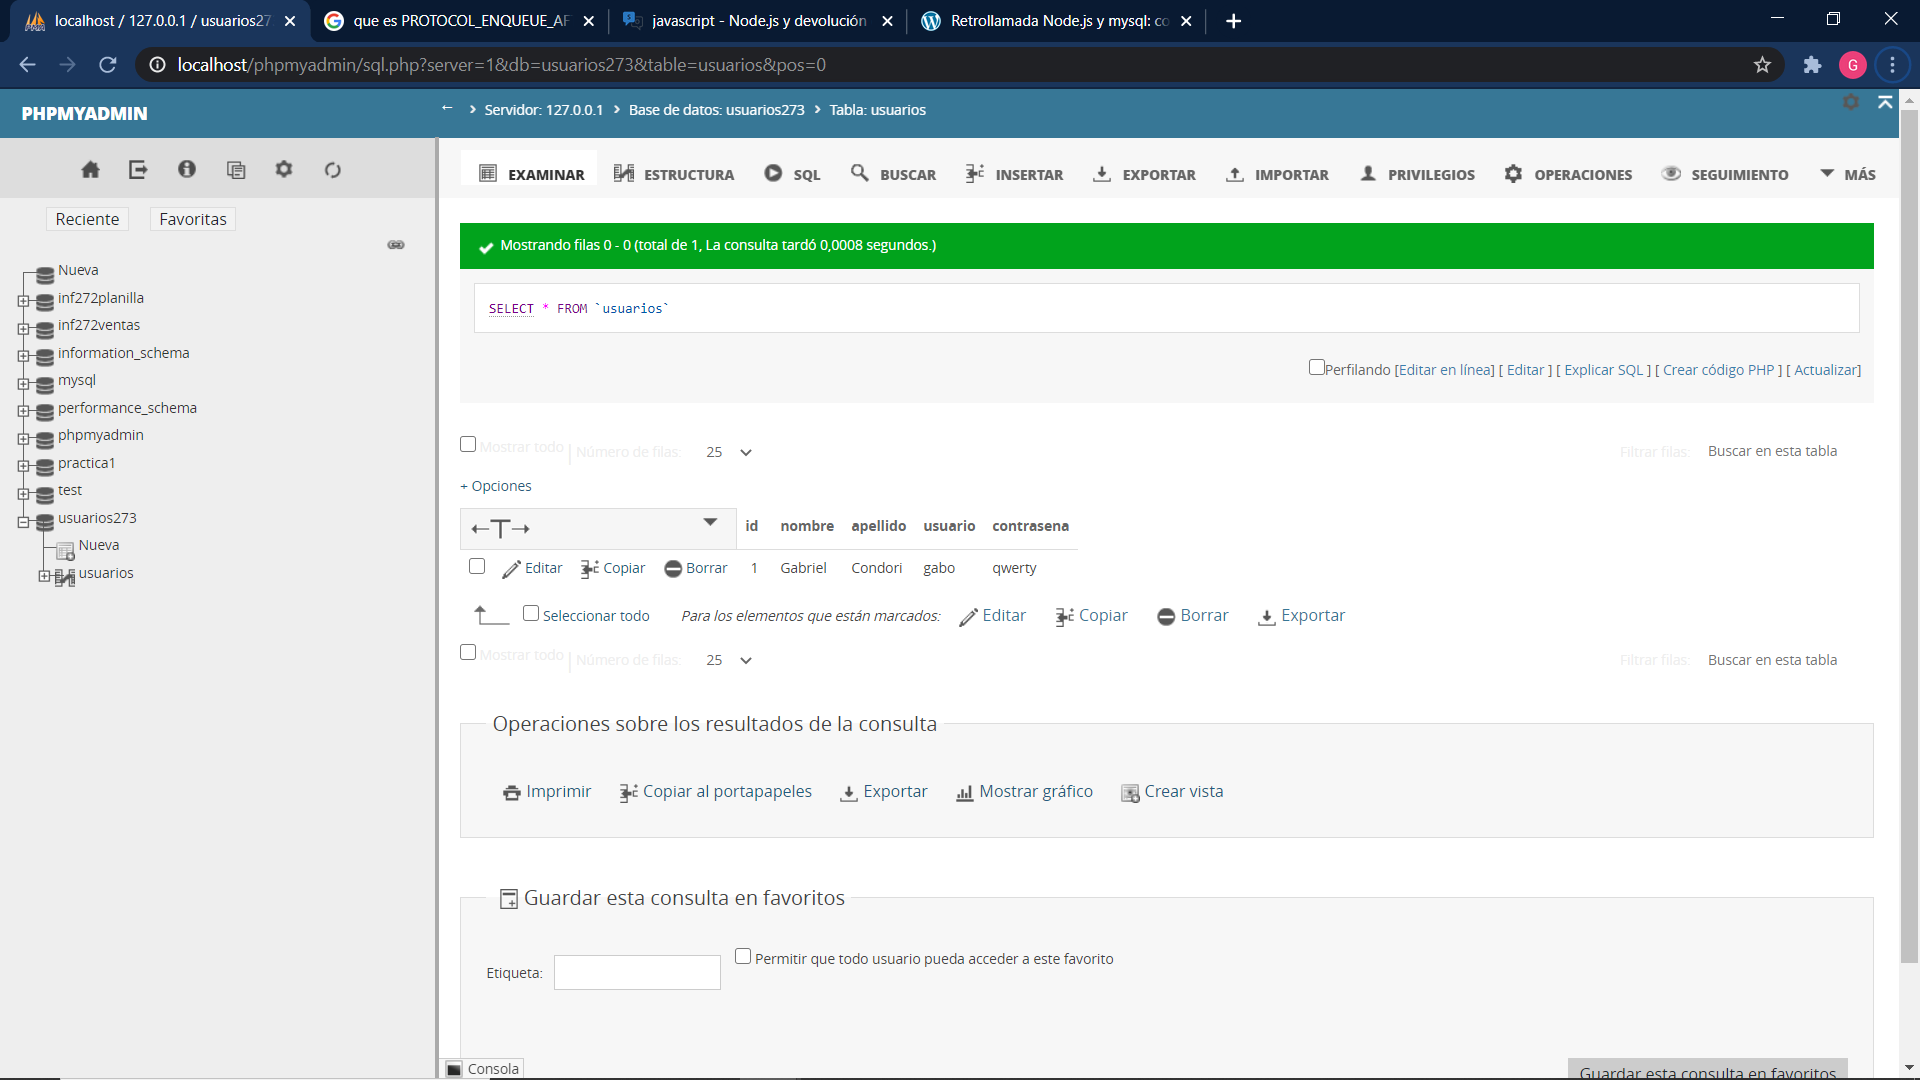 localhost / 127.0.0.1 / usuarios27
que es PROTOCOL_ENQUEUE_AF
javascript - Node.js y devolución
Retrollamada Node.js y mysql: co
localhost/phpmyadmin/sql.php?server=1&db=usuarios273&table=usuarios&pos=0
G
PHPMYADMIN
Servidor: 127.0.0.1
Base de datos: usuarios273
Tabla: usuarios
EXAMINAR
ESTRUCTURA
SQL
BUSCAR
INSERTAR
EXPORTAR
IMPORTAR
PRIVILEGIOS
OPERACIONES
SEGUIMIENTO
MÁS
Reciente
Favoritas
Nueva
inf272planilla
inf272ventas
information_schema
mysql
performance_schema
phpmyadmin
practica1
test
usuarios273
Nueva
usuarios
Mostrando filas 0 - 0 (total de 1, La consulta tardó 0,0008 segundos.)
SELECT * FROM `usuarios`
Perfilando [Editar en línea] [ Editar ] [ Explicar SQL ] [ Crear código PHP ] [ Actualizar]
Mostrar todo | Número de filas: 25
Filtrar filas: Buscar en esta tabla
+ Opciones
id nombre apellido usuario contrasena
Editar Copiar Borrar 1 Gabriel Condori gabo qwerty
Seleccionar todo Para los elementos que están marcados: Editar Copiar Borrar Exportar
Mostrar todo | Número de filas: 25
Filtrar filas: Buscar en esta tabla
Operaciones sobre los resultados de la consulta
Imprimir Copiar al portapapeles Exportar Mostrar gráfico Crear vista
Guardar esta consulta en favoritos
Etiqueta: Permitir que todo usuario pueda acceder a este favorito
Consola
Guardar esta consulta en favoritos